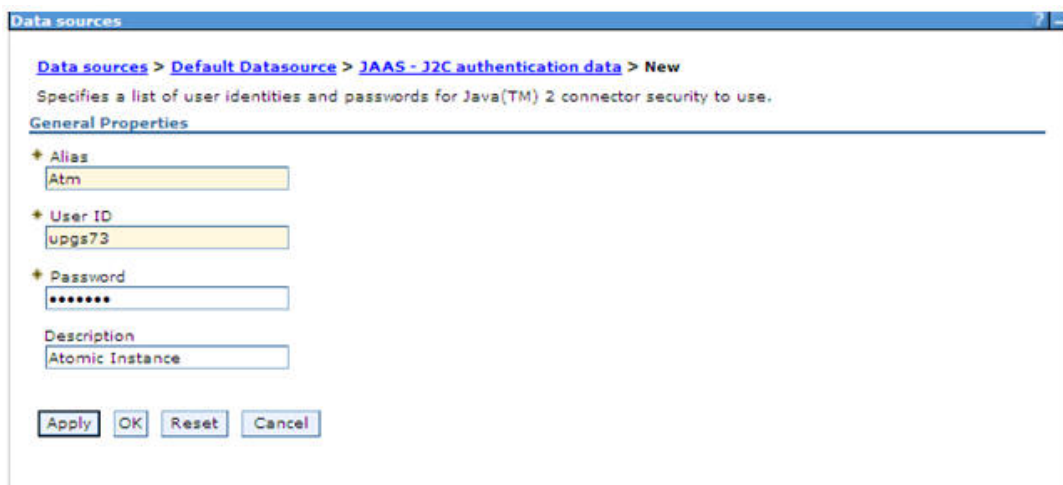 Data sources
?
Data sources > Default Datasource > JAAS - J2C authentication data > New
Specifies a list of user identities and passwords for Java(TM) 2 connector security to use.
General Properties
Alias
Atm
User ID
upgs73
Password
•••••••
Description
Atomic Instance
Apply OK Reset Cancel